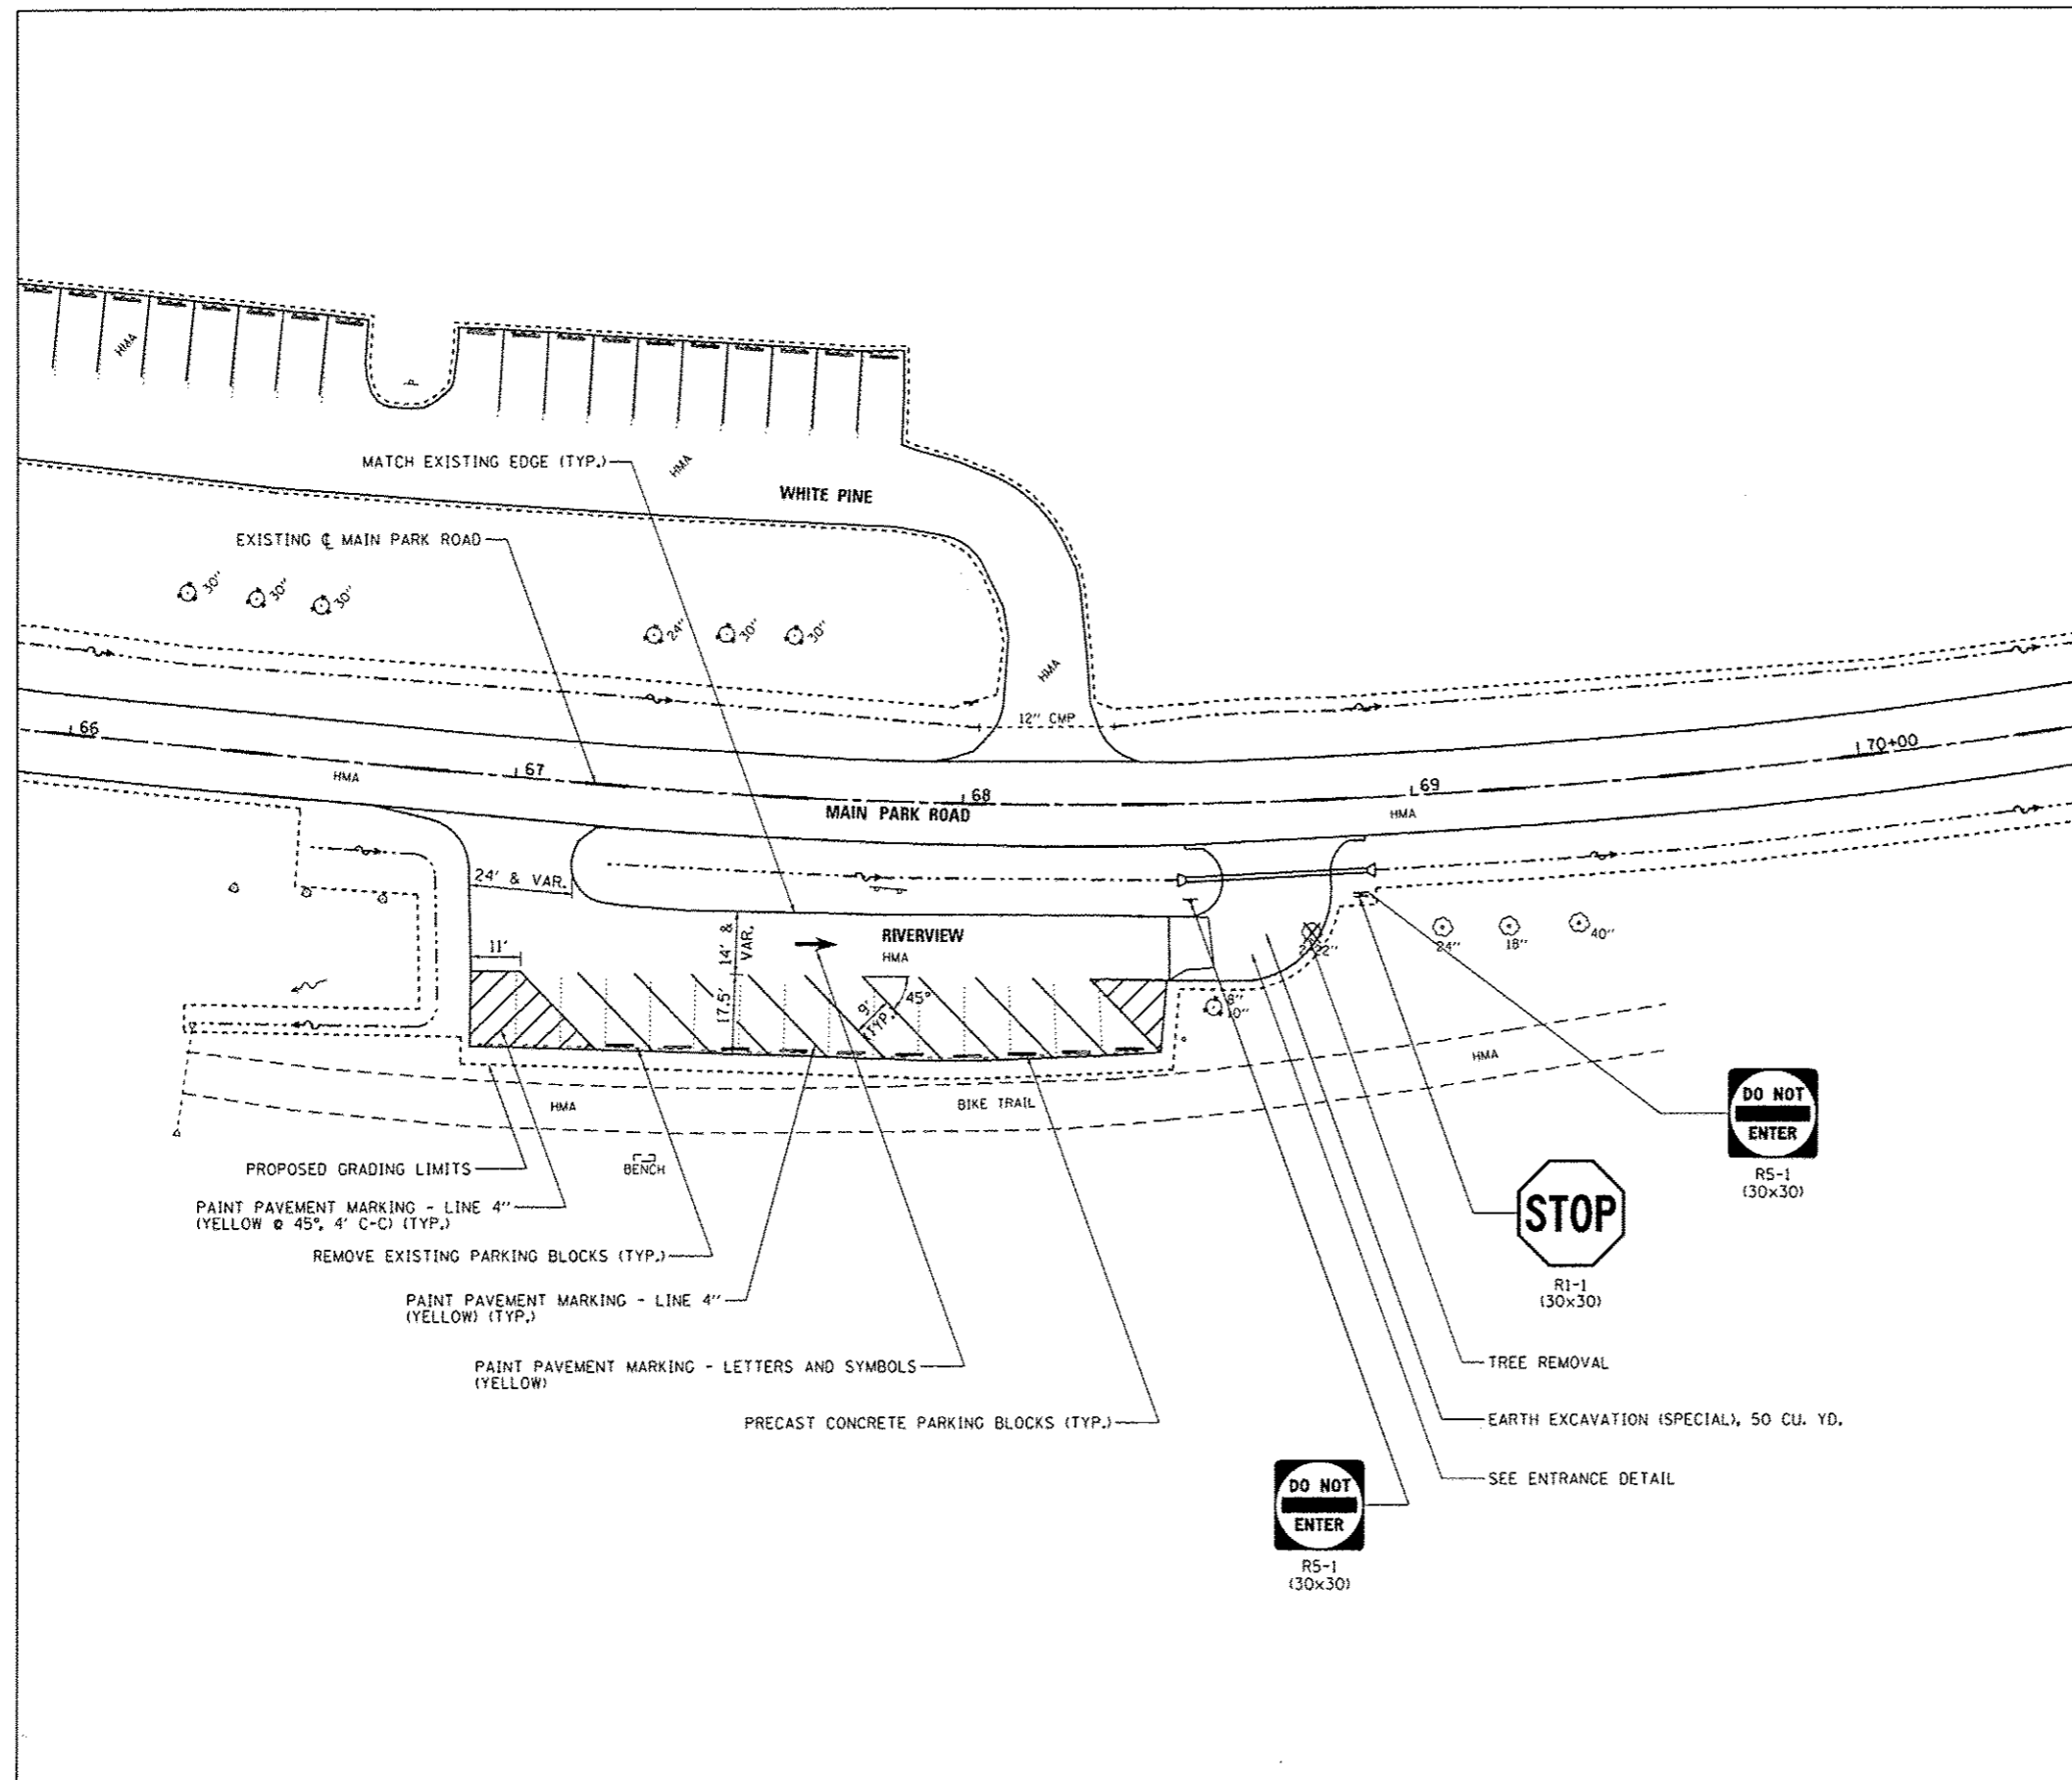 HMA
MATCH EXISTING EDGE (TYP.)
HMA
WHITE PINE
EXISTING ℄ MAIN PARK ROAD
30"
30"
30"
24"
30"
30"
HMA
12" CMP
66
67
68
69
70+00
HMA
MAIN PARK ROAD
HMA
24' & VAR.
11'
14' &
VAR.
17.5'
RIVERVIEW
HMA
9'
(TYP.)
45°
22"
24"
18"
40"
8"
10"
HMA
HMA
BIKE TRAIL
BENCH
PROPOSED GRADING LIMITS
PAINT PAVEMENT MARKING - LINE 4"
(YELLOW @ 45°, 4' C-C) (TYP.)
REMOVE EXISTING PARKING BLOCKS (TYP.)
PAINT PAVEMENT MARKING - LINE 4"
(YELLOW) (TYP.)
PAINT PAVEMENT MARKING - LETTERS AND SYMBOLS
(YELLOW)
PRECAST CONCRETE PARKING BLOCKS (TYP.)
DO NOT
ENTER
R5-1
(30x30)
STOP
R1-1
(30x30)
TREE REMOVAL
EARTH EXCAVATION (SPECIAL), 50 CU. YD.
SEE ENTRANCE DETAIL
DO NOT
ENTER
R5-1
(30x30)